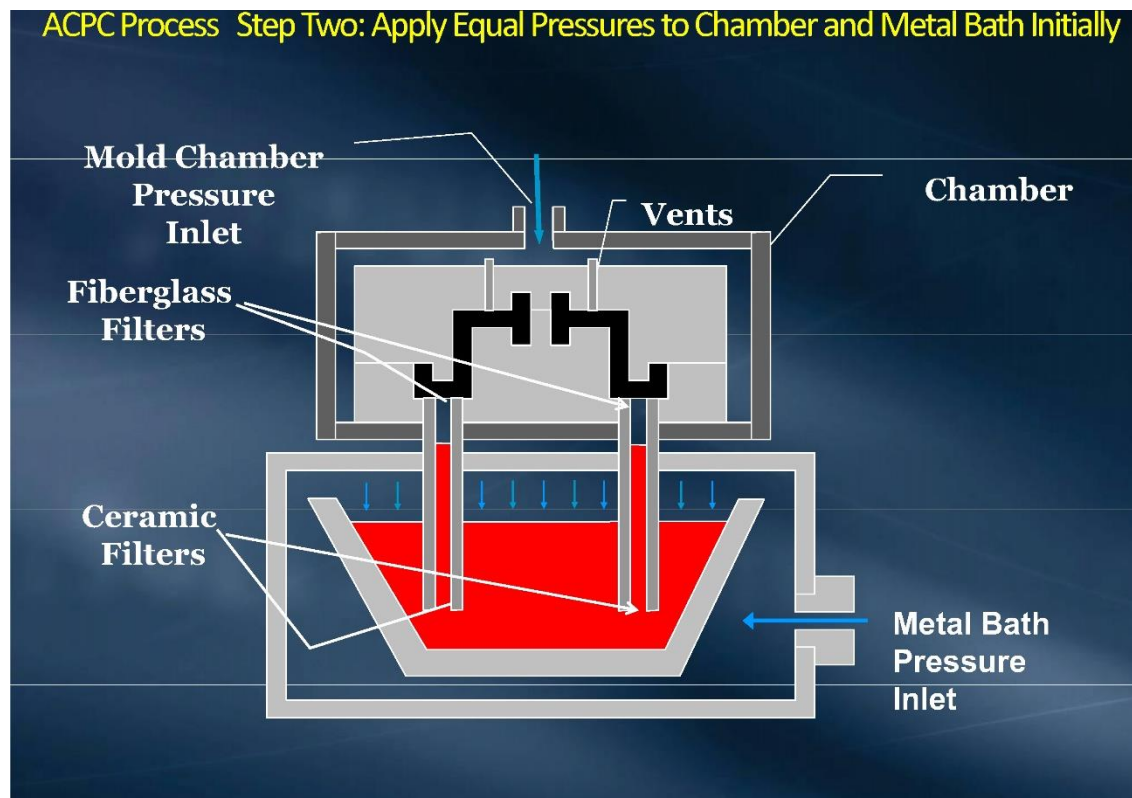 ACPC Process Step Two: Apply Equal Pressures to Chamber and Metal Bath Initially
Mold Chamber
Pressure
Inlet
Vents
Chamber
Fiberglass
Filters
Ceramic
Filters
Metal Bath
Pressure
Inlet